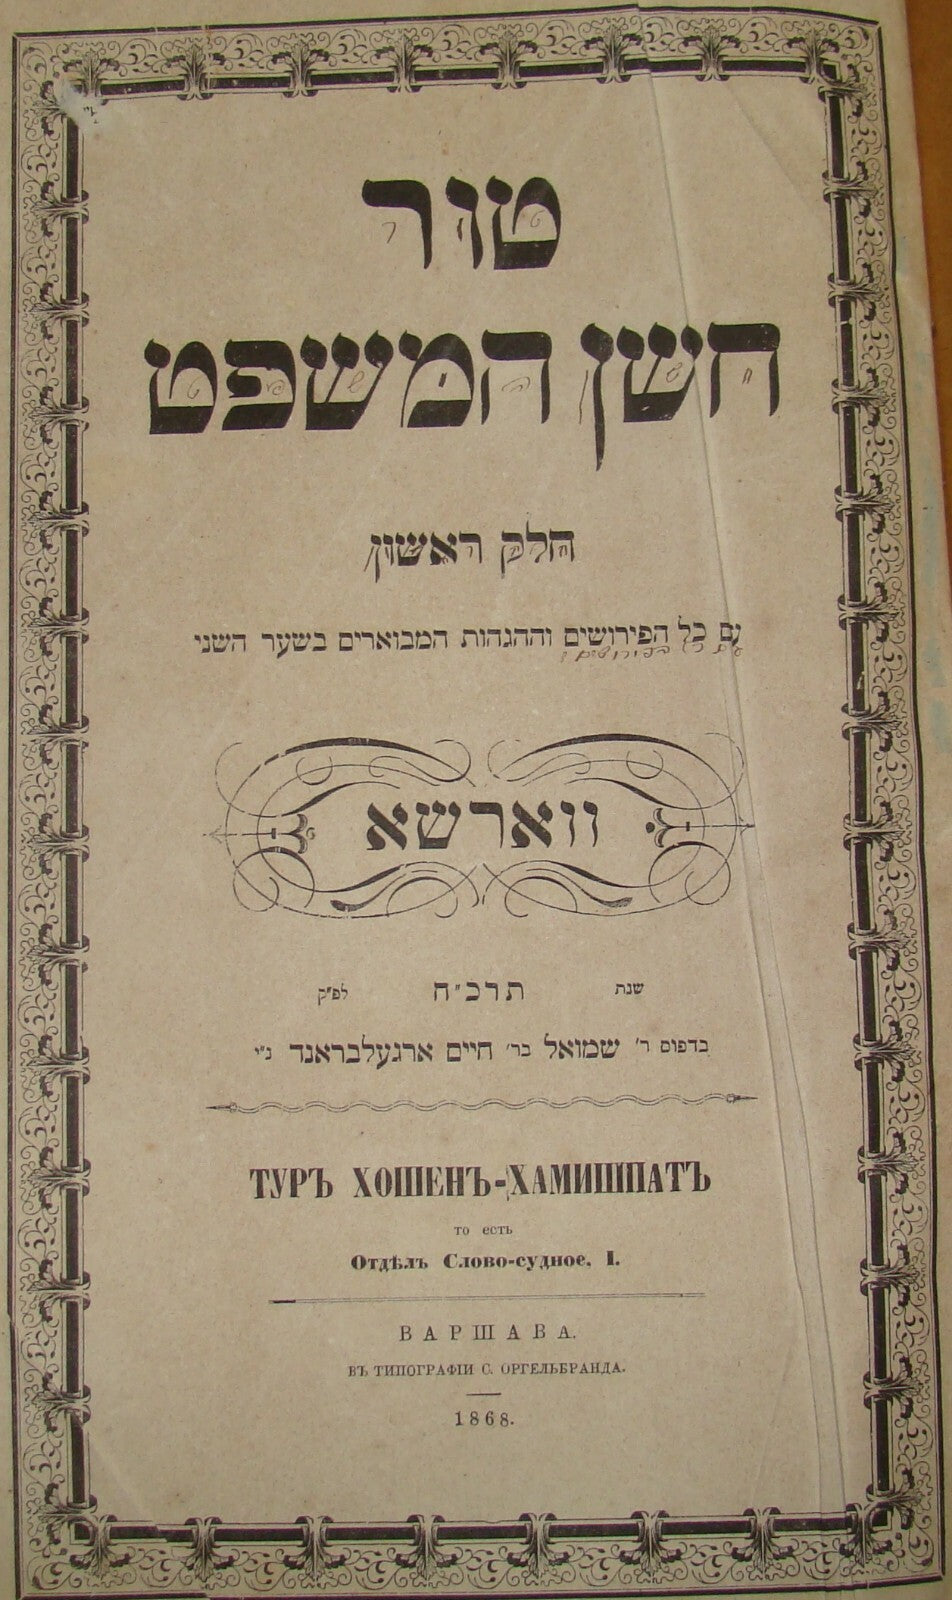 טור
חשן המשפט
חלק ראשון
עם כל הפירושים וההגהות המבוארים בשער השני
ווארשא
שנת תרכ״ח לפ״ק
בדפוס ר׳ שמואל בר׳ חיים ארגעלבראנד נ״י
ТУРЪ ХОШЕНЪ-ХАМИШПАТЪ
то есть
Отдѣлъ Слово-судное. I.
ВАРШАВА.
ВЪ ТИПОГРАФІИ С. ОРГЕЛЬБРАНДА.
1868.